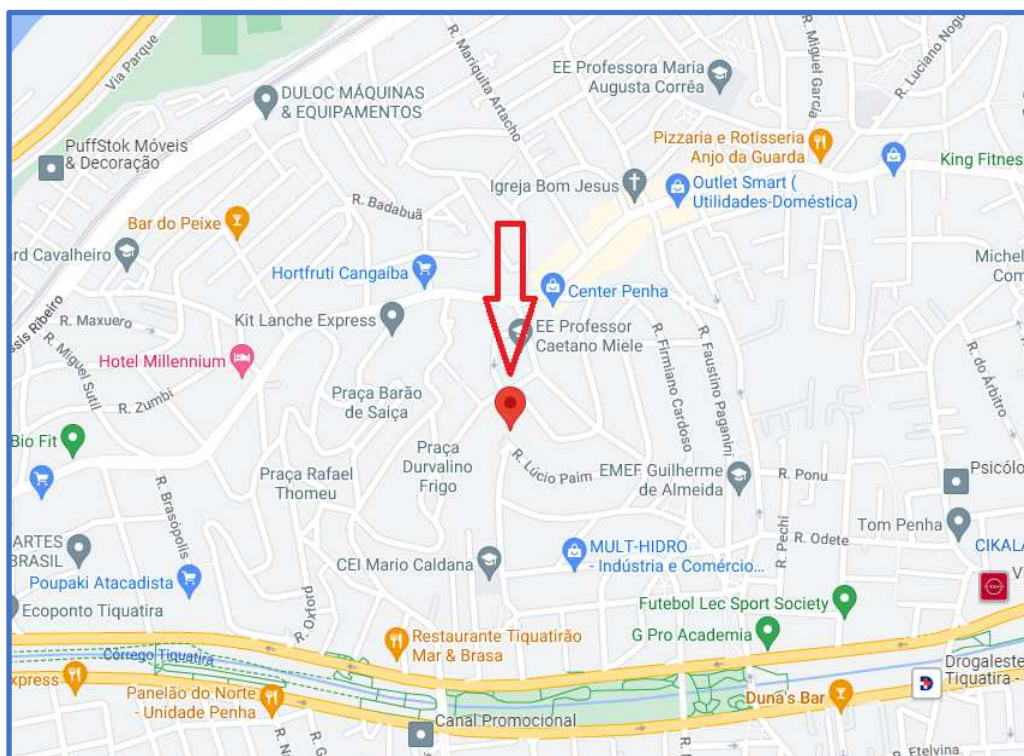 Via Parque
R. Mariquita Artacho
EE Professora Maria
Augusta Corrêa
R. Miguel Garcia
R. Luciano Nogu
DULOC MÁQUINAS
& EQUIPAMENTOS
PuffStok Móveis
& Decoração
Pizzaria e Rotisseria
Anjo da Guarda
King Fitnes
Igreja Bom Jesus
Outlet Smart (
Utilidades-Doméstica)
R. Badabuã
Bar do Peixe
rd Cavalheiro
Hortfruti Cangaíba
Michel
Com
Center Penha
ssis Ribeiro
R. Maxuero
Kit Lanche Express
EE Professor
Caetano Miele
R. Miguel Sutil
Hotel Millennium
R. Firmiano Cardoso
R. Faustino Paganini
R. do Árbitro
R. Zumbi
Praça Barão
de Saiça
Bio Fit
Praça
Durvalino
Frigo
R. Lúcio Paim
Praça Rafael
Thomeu
EMEF Guilherme
de Almeida
R. Ponu
Psicólo
R. Brasópolis
R. Pechi
Tom Penha
R. Odete
ARTES
BRASIL
CEI Mario Caldana
MULT-HIDRO
- Indústria e Comércio...
CIKALA
Poupaki Atacadista
V
Ecoponto Tiquatira
R. Oxford
Futebol Lec Sport Society
G Pro Academia
Restaurante Tiquatirão
Mar & Brasa
Córrego Tiquatira
Drogaleste
Tiquatira -
xpress
Panelão do Norte
- Unidade Penha
Duna's Bar
Canal Promocional
R. Etelvina